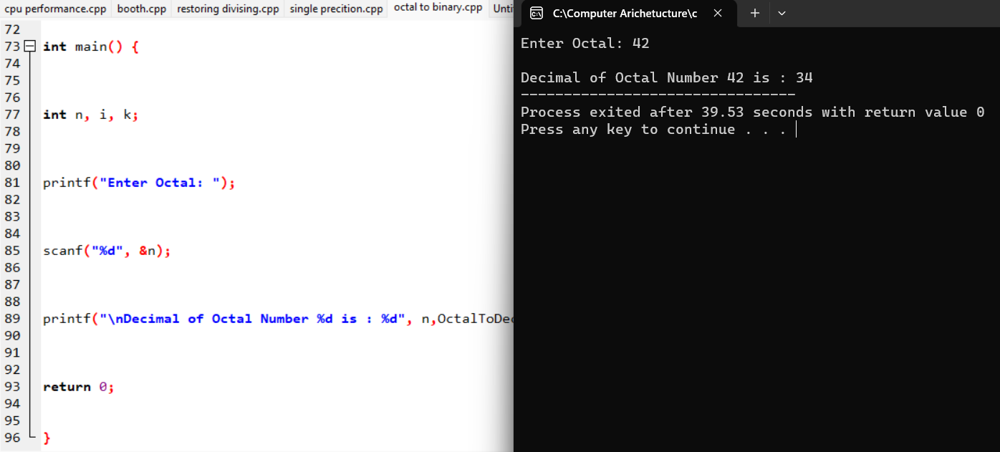 cpu performance.cpp booth.cpp restoring divising.cpp single precition.cpp octal to binary.cpp Unti
72
73 int main() {
74
75
76
77 int n, i, k;
78
79
80
81 printf("Enter Octal: ");
82
83
84
85 scanf("%d", &n);
86
87
88
89 printf("\nDecimal of Octal Number %d is : %d", n,OctalToDec
90
91
92
93 return 0;
94
95
96 }
C:\Computer Arichetucture\c
Enter Octal: 42
Decimal of Octal Number 42 is : 34
--------------------------------
Process exited after 39.53 seconds with return value 0
Press any key to continue . . .